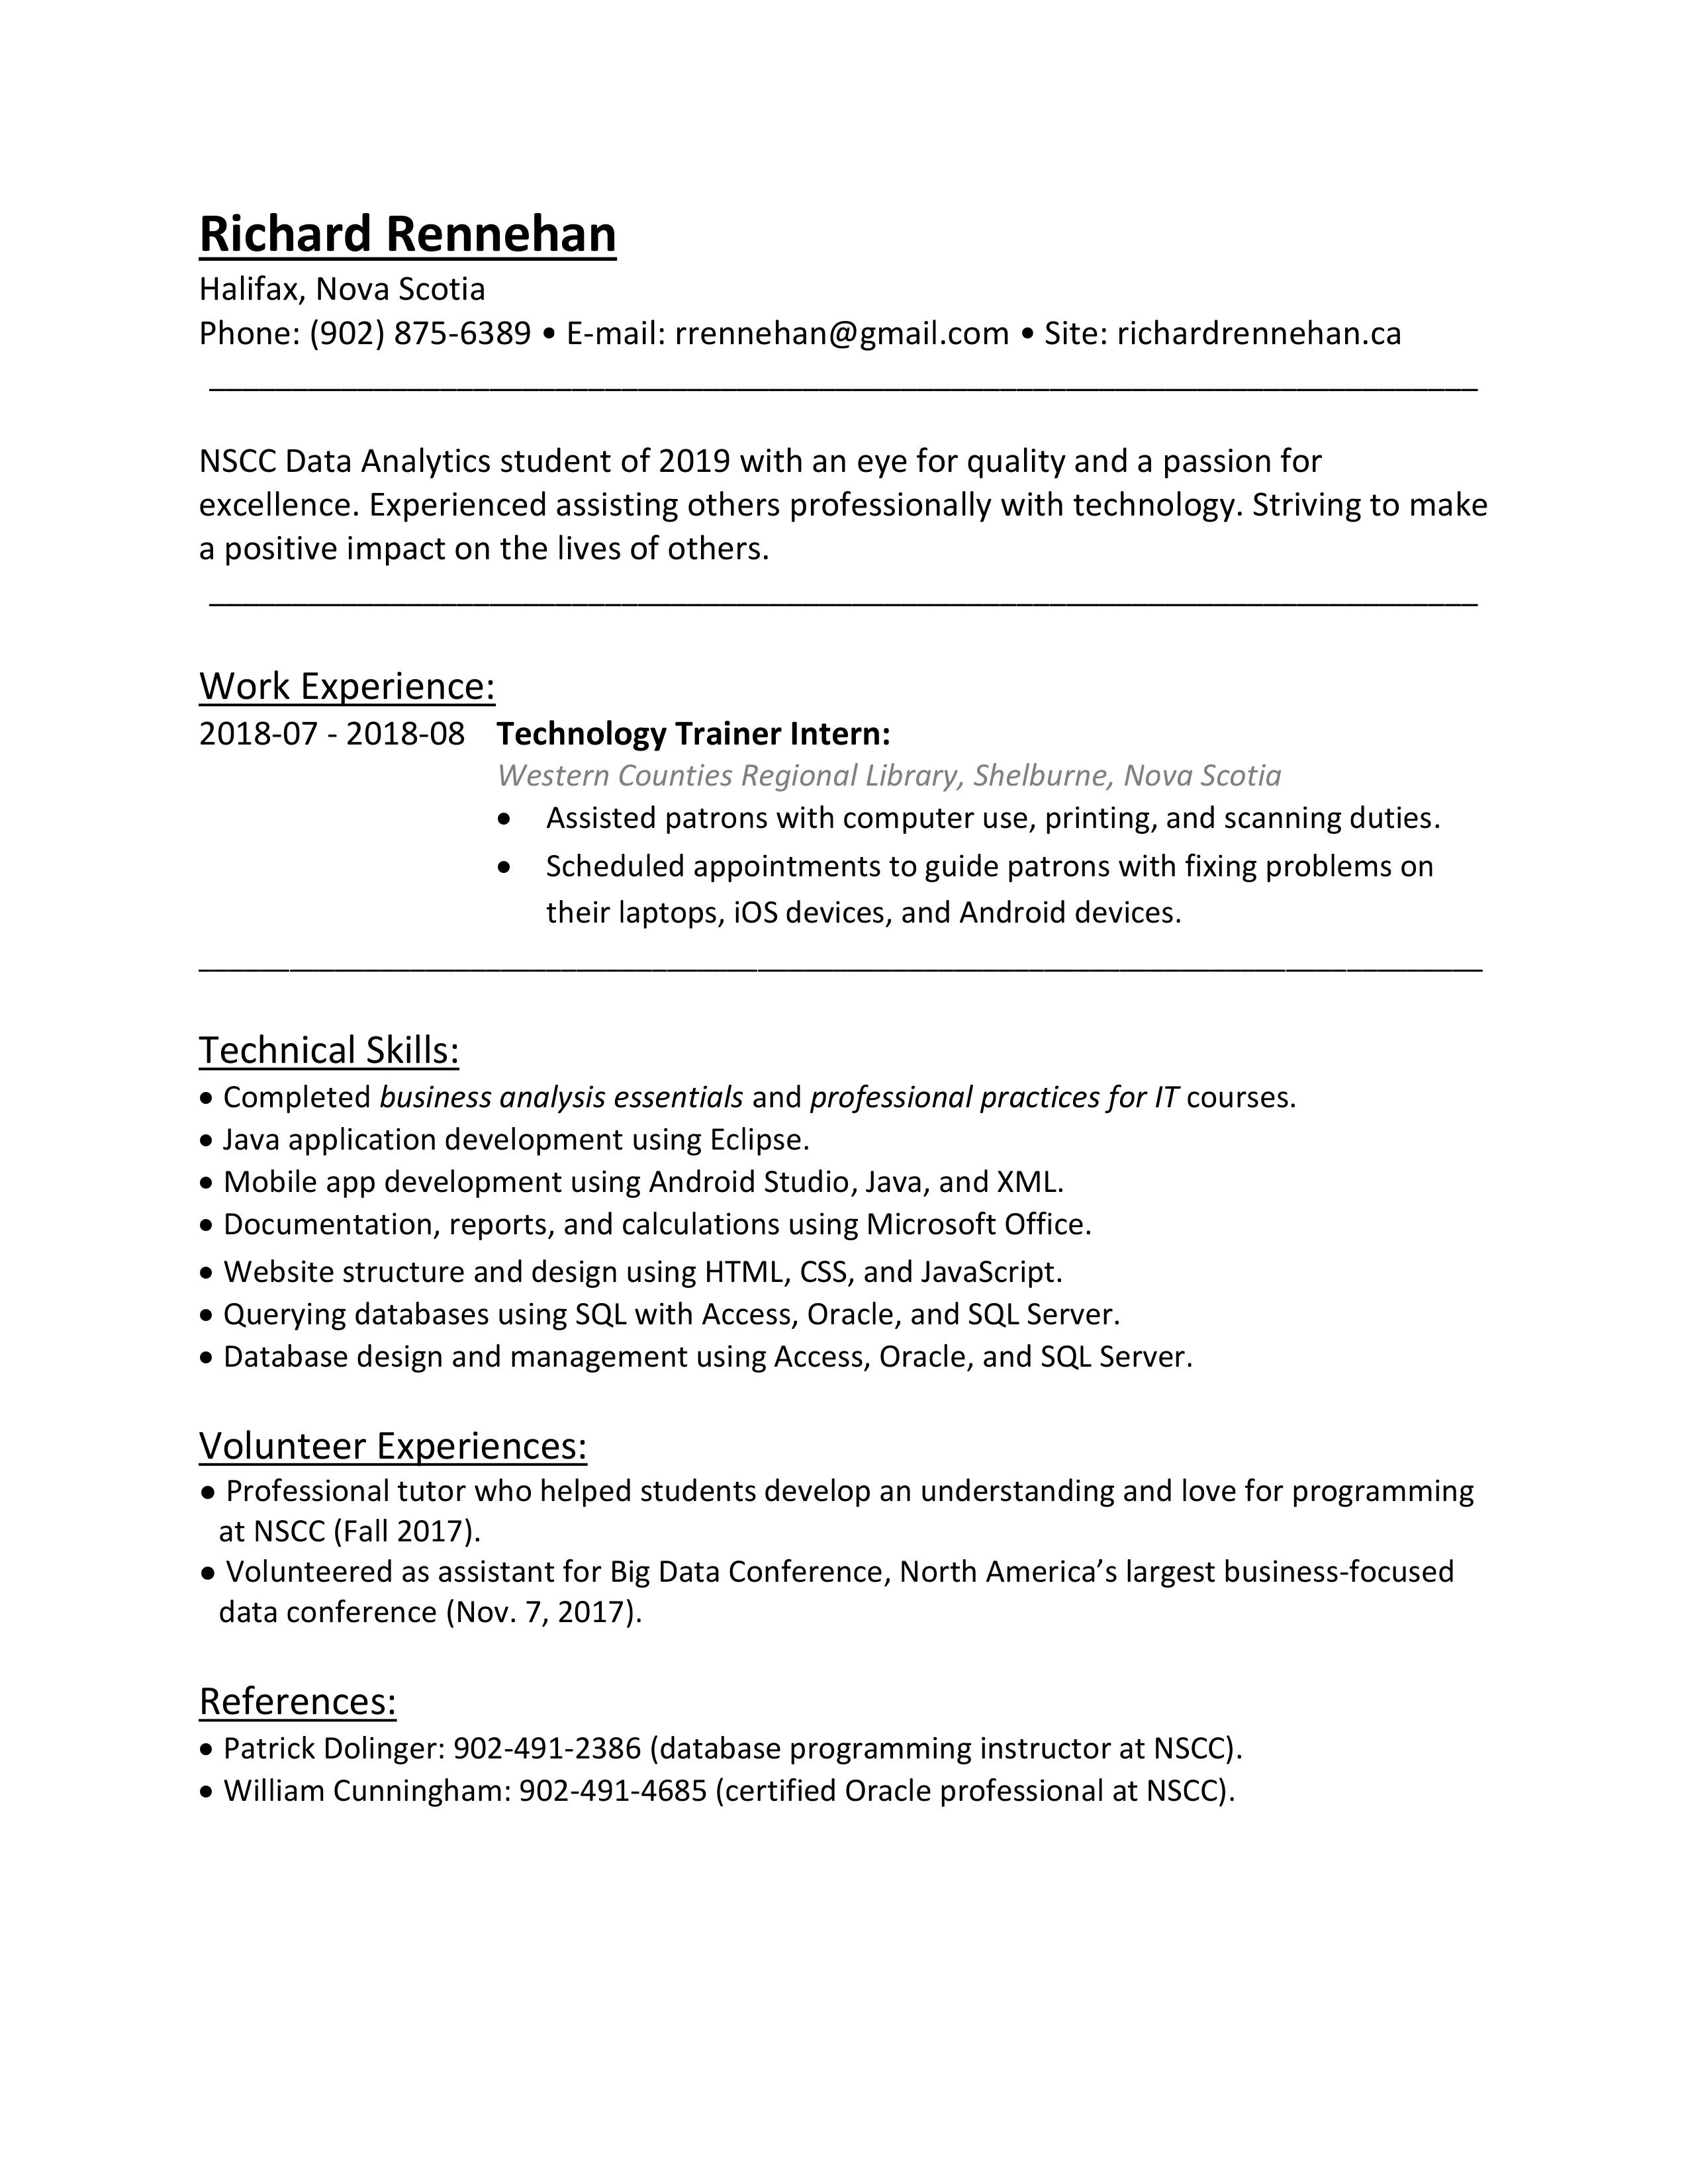 Richard Rennehan
Halifax, Nova Scotia
Phone: (902) 875-6389 • E-mail: rrennehan@gmail.com • Site: richardrennehan.ca
NSCC Data Analytics student of 2019 with an eye for quality and a passion for
excellence. Experienced assisting others professionally with technology. Striving to make
a positive impact on the lives of others.
Work Experience:
2018-07 - 2018-08 Technology Trainer Intern:
Western Counties Regional Library, Shelburne, Nova Scotia
• Assisted patrons with computer use, printing, and scanning duties.
• Scheduled appointments to guide patrons with fixing problems on
their laptops, iOS devices, and Android devices.
Technical Skills:
• Completed business analysis essentials and professional practices for IT courses.
• Java application development using Eclipse.
• Mobile app development using Android Studio, Java, and XML.
• Documentation, reports, and calculations using Microsoft Office.
• Website structure and design using HTML, CSS, and JavaScript.
• Querying databases using SQL with Access, Oracle, and SQL Server.
• Database design and management using Access, Oracle, and SQL Server.
Volunteer Experiences:
● Professional tutor who helped students develop an understanding and love for programming
at NSCC (Fall 2017).
● Volunteered as assistant for Big Data Conference, North America’s largest business-focused
data conference (Nov. 7, 2017).
References:
• Patrick Dolinger: 902-491-2386 (database programming instructor at NSCC).
• William Cunningham: 902-491-4685 (certified Oracle professional at NSCC).